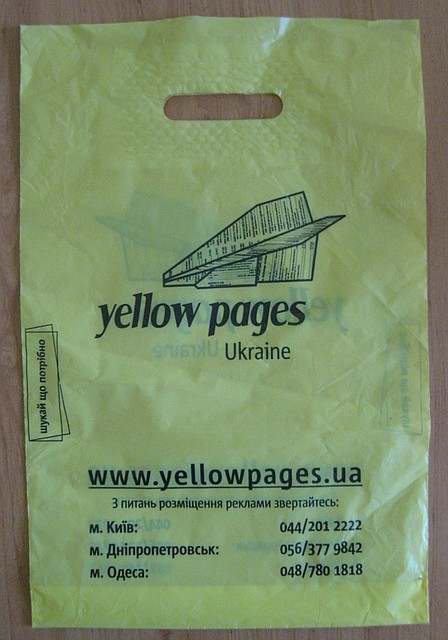 yellow pages
Ukraine
шукай що потрібно
www.yellowpages.ua
З питань розміщення реклами звертайтесь:
м. Київ: 044/201 2222
м. Дніпропетровськ: 056/377 9842
м. Одеса: 048/780 1818